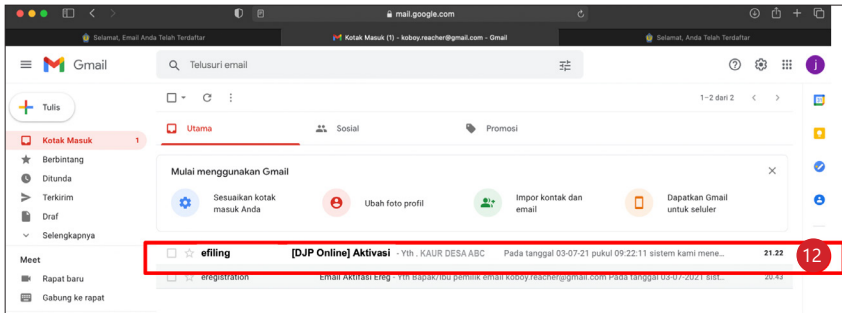 mail.google.com
Selamat, Email Anda Telah Terdaftar
Kotak Masuk (1) - koboy.reacher@gmail.com - Gmail
Selamat, Anda Telah Terdaftar
Gmail
Telusuri email
j
Tulis
1–2 dari 2
Utama
Sosial
Promosi
Kotak Masuk 1
Berbintang
Ditunda
Terkirim
Draf
Selengkapnya
Mulai menggunakan Gmail
Sesuaikan kotak
masuk Anda
Ubah foto profil
Impor kontak dan
email
Dapatkan Gmail
untuk seluler
efiling [DJP Online] Aktivasi - Yth . KAUR DESA ABC Pada tanggal 03-07-21 pukul 09:22:11 sistem kami mene... 21.22
12
eregistration Email Aktifasi Ereg - Yth Bapak/Ibu pemilik email koboy.reacher@gmail.com Pada tanggal 03-07-2021 sist... 20.43
Meet
Rapat baru
Gabung ke rapat